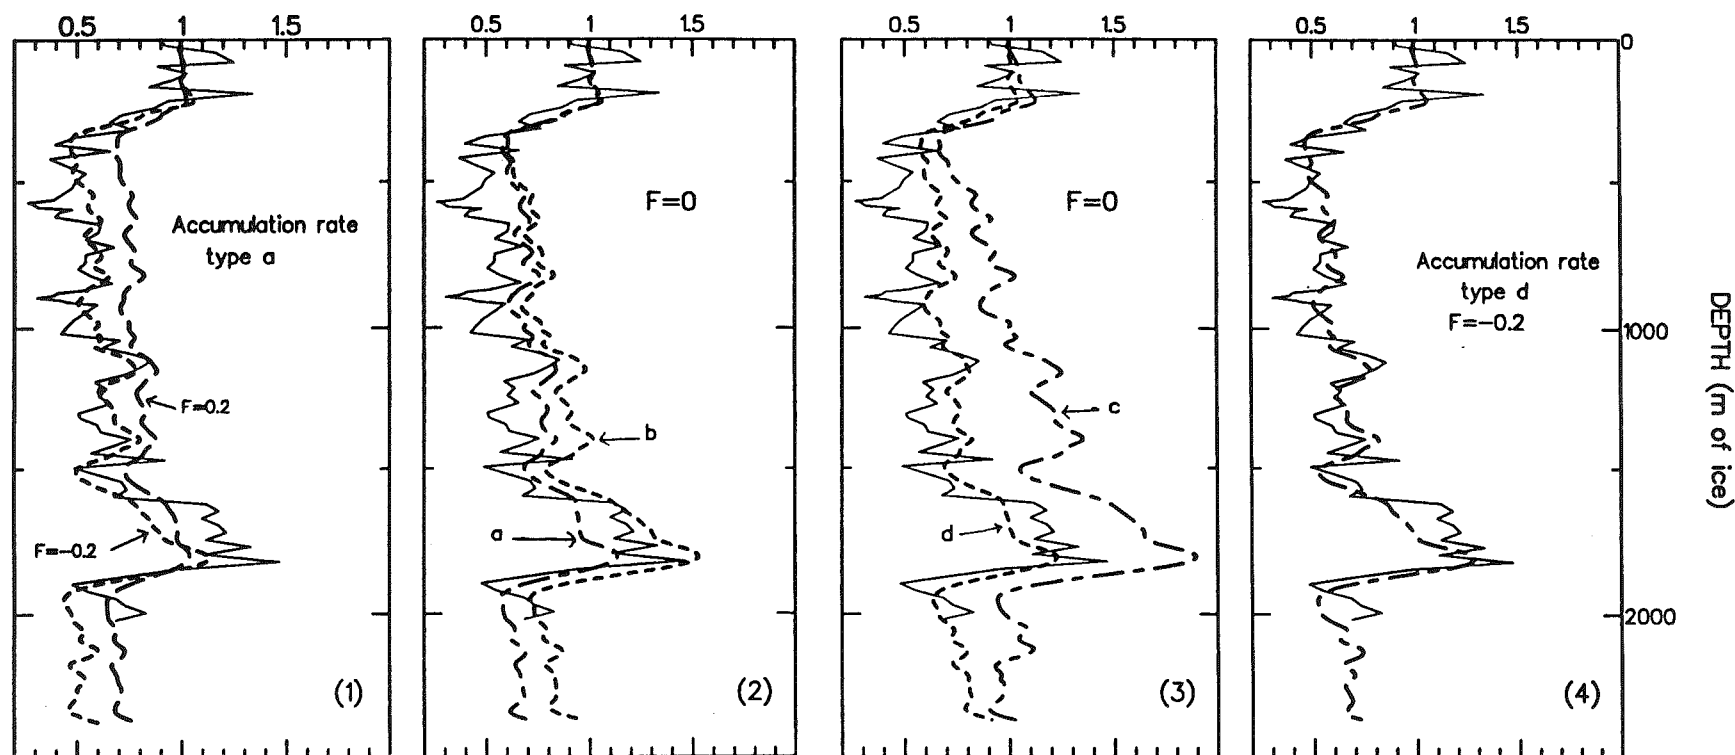 0.5 1 1.5
0.5 1 1.5
0.5 1 1.5
0.5 1 1.5
0
1000
2000
DEPTH (m of ice)
Accumulation rate
type a
F=0.2
F=-0.2
(1)
F=0
b
a
(2)
F=0
c
d
(3)
Accumulation rate
type d
F=-0.2
(4)